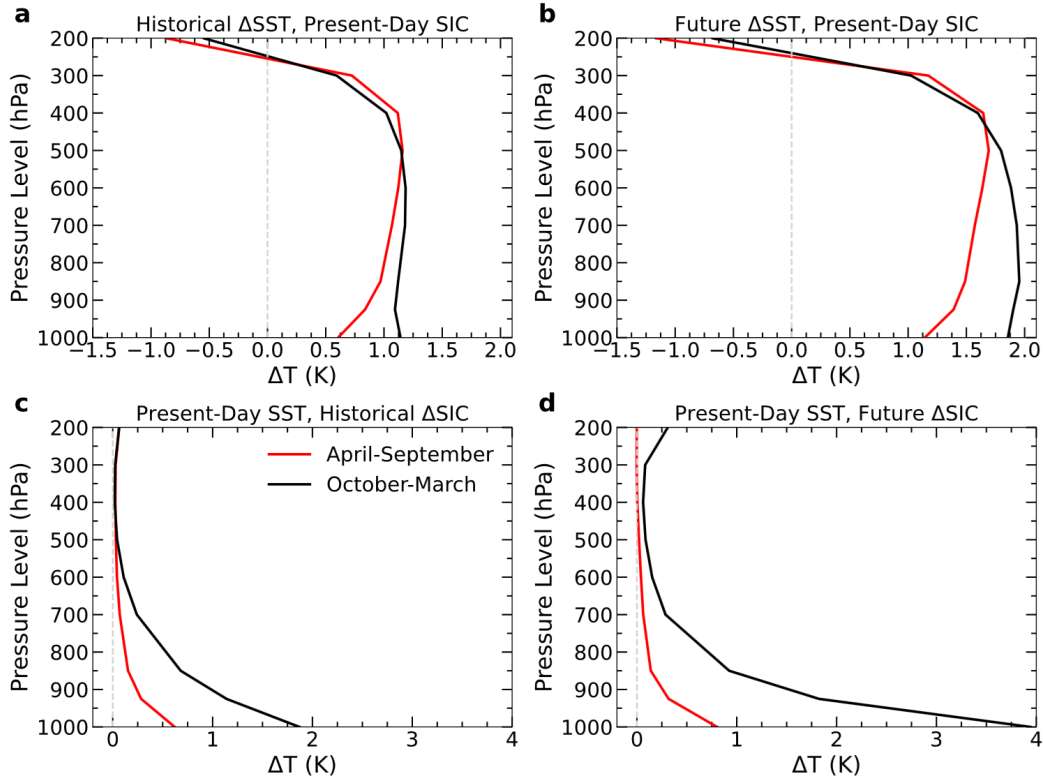 a
Historical ΔSST, Present-Day SIC
200
300
400
500
600
700
800
900
1000
Pressure Level (hPa)
−1.5 −1.0 −0.5 0.0 0.5 1.0 1.5 2.0
ΔT (K)
b
Future ΔSST, Present-Day SIC
200
300
400
500
600
700
800
900
1000
Pressure Level (hPa)
−1.5 −1.0 −0.5 0.0 0.5 1.0 1.5 2.0
ΔT (K)
c
Present-Day SST, Historical ΔSIC
200
300
400
500
600
700
800
900
1000
Pressure Level (hPa)
April-September
October-March
0 1 2 3 4
ΔT (K)
d
Present-Day SST, Future ΔSIC
200
300
400
500
600
700
800
900
1000
Pressure Level (hPa)
0 1 2 3 4
ΔT (K)